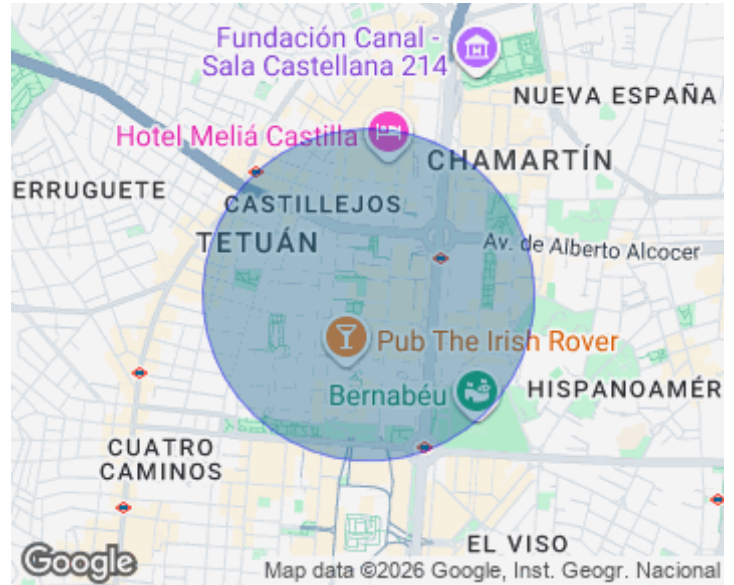 Fundación Canal -
Sala Castellana 214
NUEVA ESPAÑA
Hotel Meliá Castilla
CHAMARTÍN
ERRUGUETE
CASTILLEJOS
TETUÁN
Av. de Alberto Alcocer
Pub The Irish Rover
Bernabéu
HISPANOAMÉR
CUATRO
CAMINOS
EL VISO
Google
Map data ©2026 Google, Inst. Geogr. Nacional